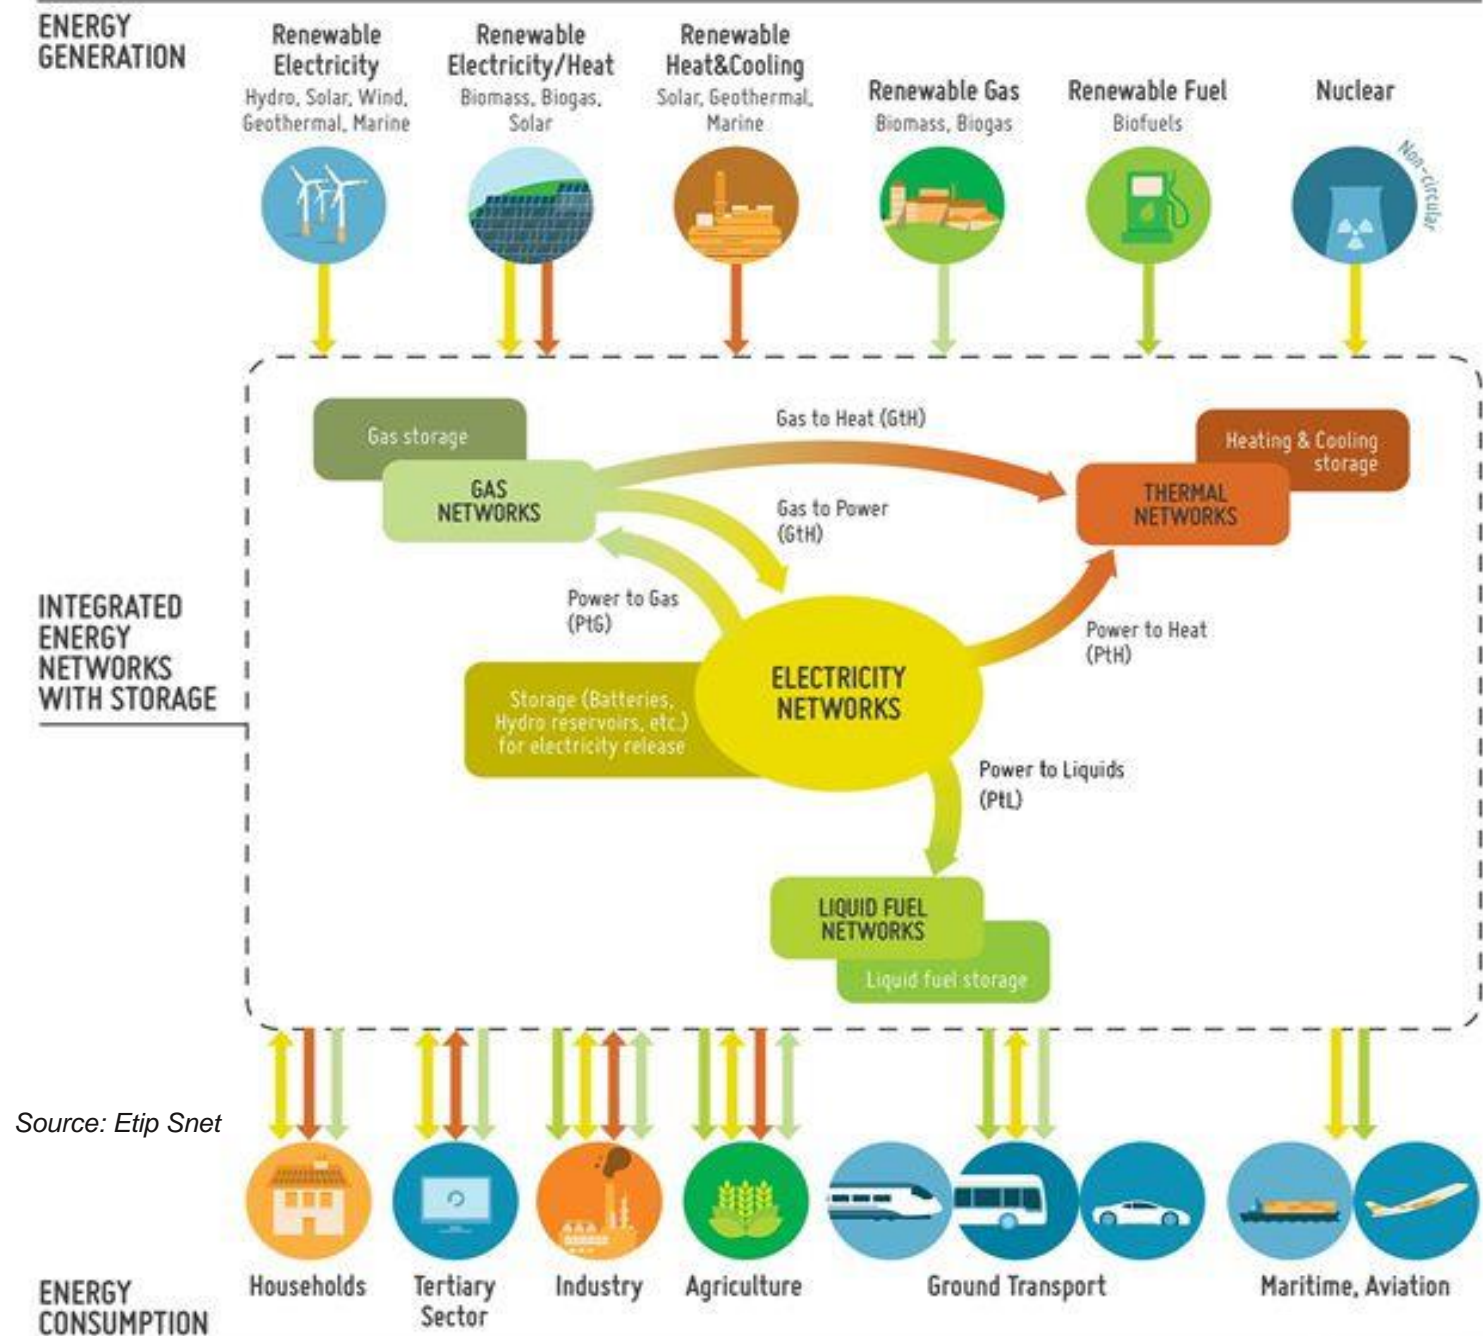 ENERGY
GENERATION
Renewable
Electricity
Hydro, Solar, Wind,
Geothermal, Marine
Renewable
Electricity/Heat
Biomass, Biogas,
Solar
Renewable
Heat&Cooling
Solar, Geothermal,
Marine
Renewable Gas
Biomass, Biogas
Renewable Fuel
Biofuels
Nuclear
Non-circular
Gas storage
GAS
NETWORKS
Gas to Heat (GtH)
Heating & Cooling
storage
THERMAL
NETWORKS
Gas to Power
(GtH)
Power to Gas
(PtG)
Power to Heat
(PtH)
INTEGRATED
ENERGY
NETWORKS
WITH STORAGE
ELECTRICITY
NETWORKS
Storage (Batteries,
Hydro reservoirs, etc.)
for electricity release
Power to Liquids
(PtL)
LIQUID FUEL
NETWORKS
Liquid fuel storage
Source: Etip Snet
ENERGY
CONSUMPTION
Households
Tertiary
Sector
Industry
Agriculture
Ground Transport
Maritime, Aviation